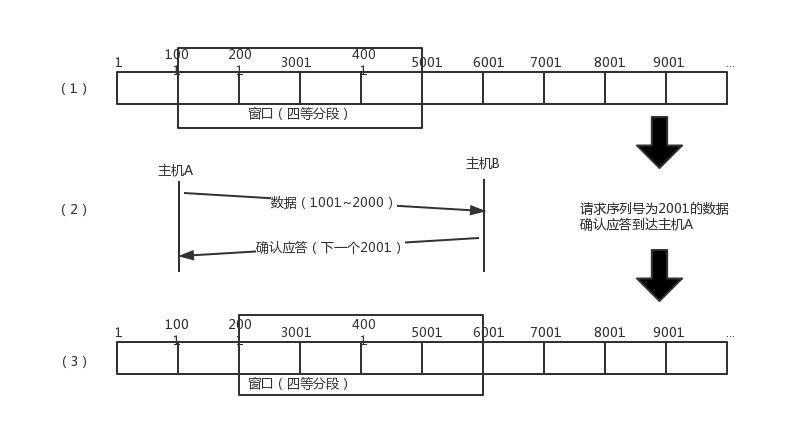 1 1001 2001 3001 4001 5001 6001 7001 8001 9001 ...
（1）
窗口（四等分段）
主机A 主机B
（2）
数据（1001~2000）
确认应答（下一个2001）
请求序列号为2001的数据
确认应答到达主机A
1 1001 2001 3001 4001 5001 6001 7001 8001 9001 ...
（3）
窗口（四等分段）